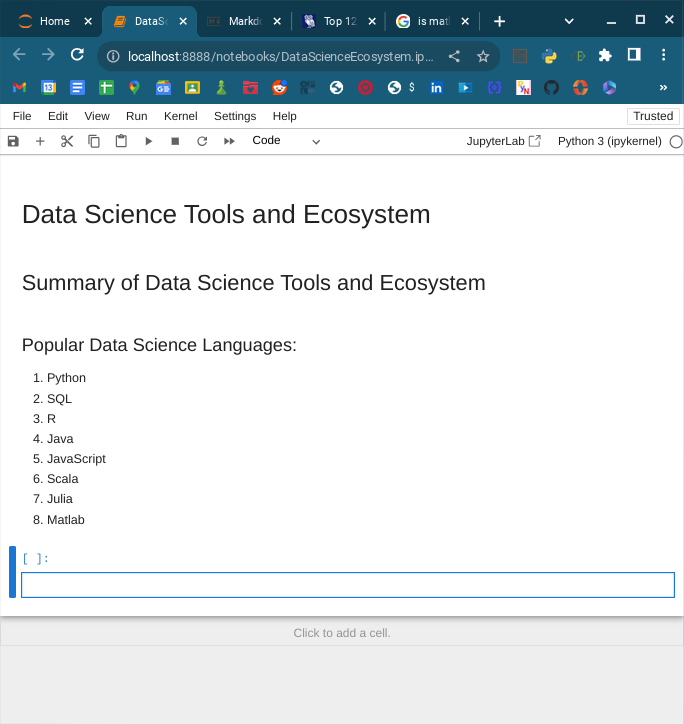 Home
DataSc
Markdo
Top 12
is matl
localhost:8888/notebooks/DataScienceEcosystem.ip...
13
$
»
File Edit View Run Kernel Settings Help Trusted
Code JupyterLab Python 3 (ipykernel)
Data Science Tools and Ecosystem
Summary of Data Science Tools and Ecosystem
Popular Data Science Languages:
1. Python
2. SQL
3. R
4. Java
5. JavaScript
6. Scala
7. Julia
8. Matlab
[ ]:
Click to add a cell.